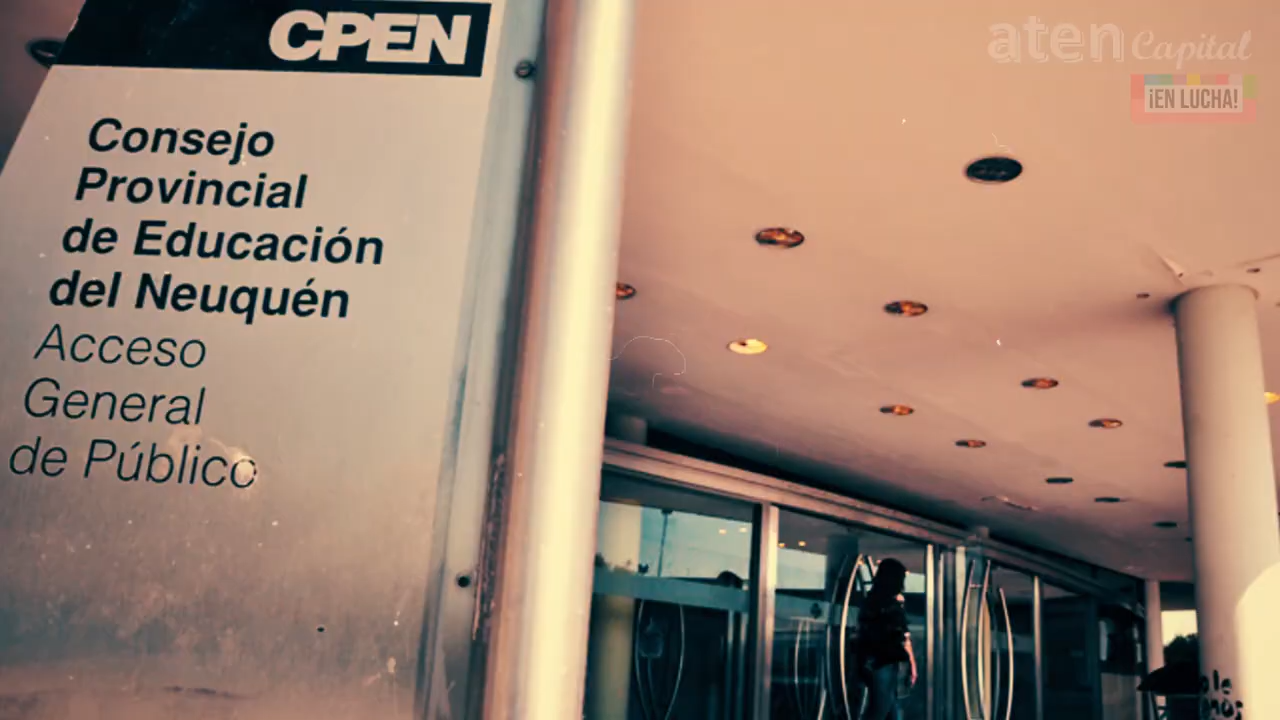 CPEN
Consejo
Provincial
de Educación
del Neuquén
Acceso
General
de Público
aten Capital
¡EN LUCHA!